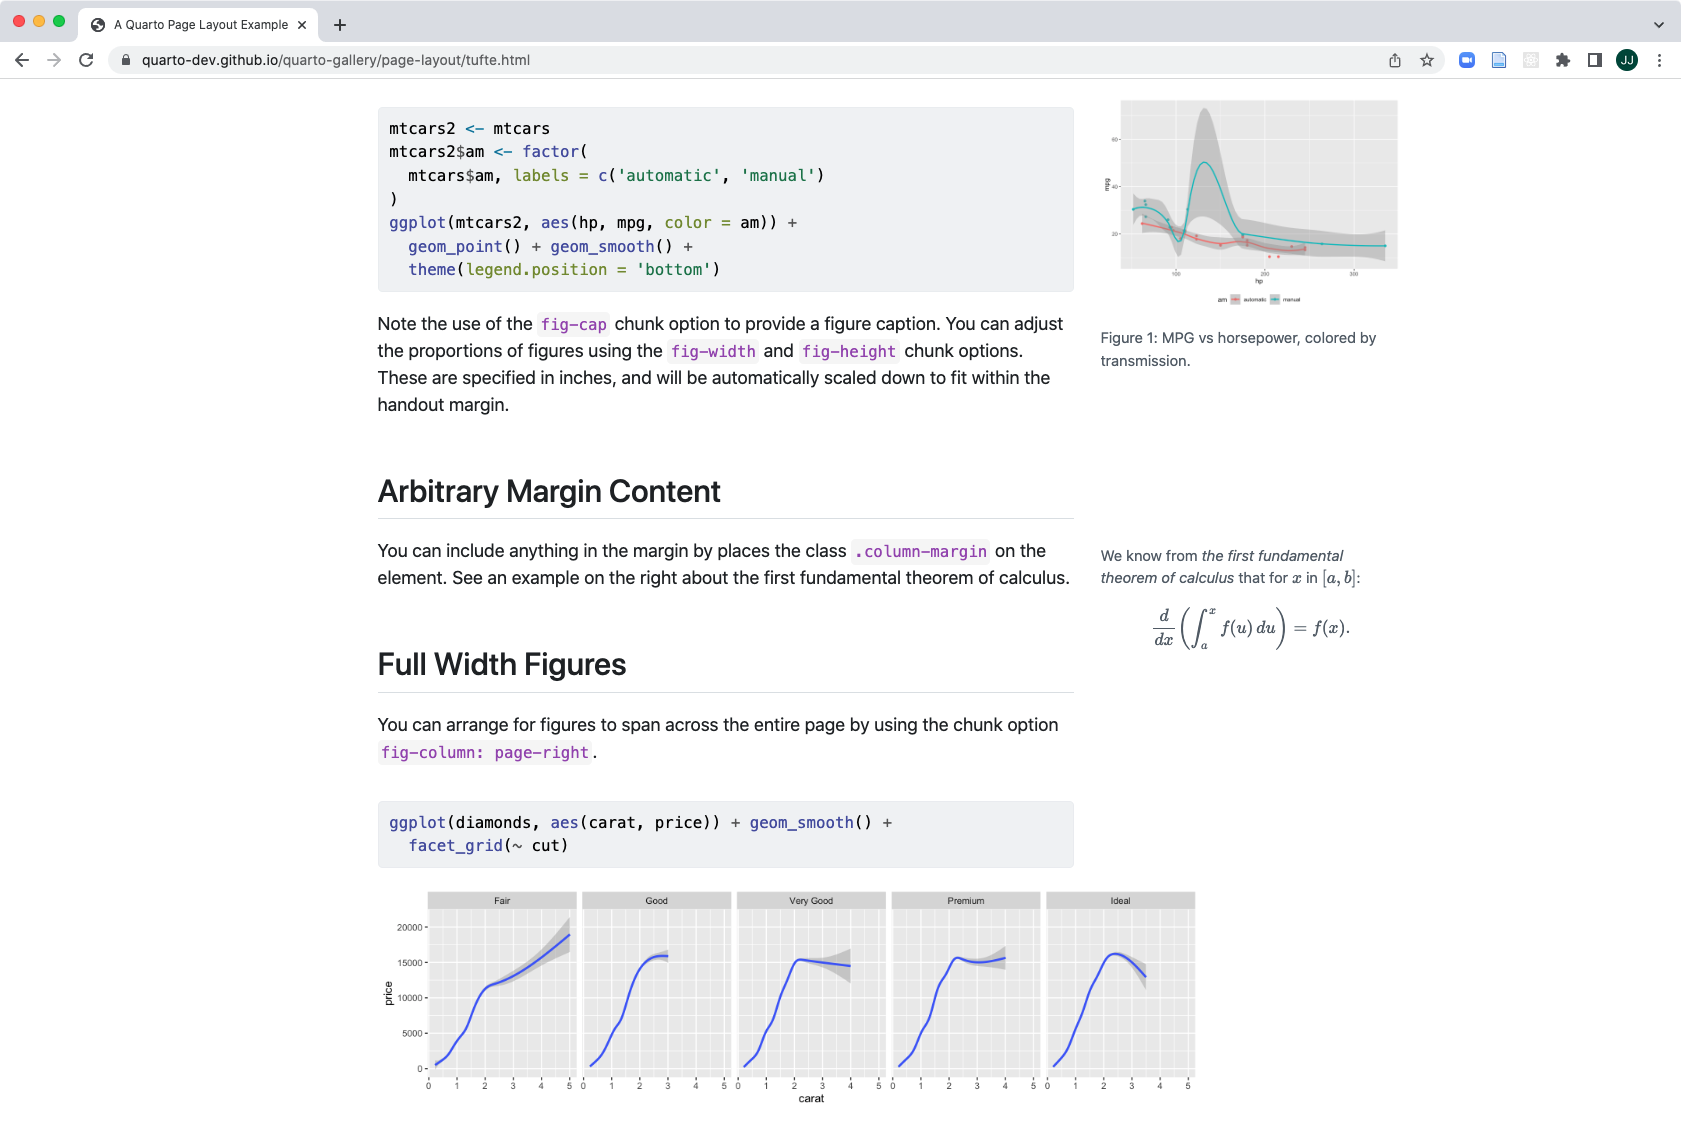 A Quarto Page Layout Example
quarto-dev.github.io/quarto-gallery/page-layout/tufte.html
JJ
mtcars2 <- mtcars
mtcars2$am <- factor(
  mtcars$am, labels = c('automatic', 'manual')
)
ggplot(mtcars2, aes(hp, mpg, color = am)) +
  geom_point() + geom_smooth() +
  theme(legend.position = 'bottom')
Note the use of the fig-cap chunk option to provide a figure caption. You can adjust
the proportions of figures using the fig-width and fig-height chunk options.
These are specified in inches, and will be automatically scaled down to fit within the
handout margin.
60
40
20
mpg
100 200 300
hp
am automatic manual
Figure 1: MPG vs horsepower, colored by
transmission.
Arbitrary Margin Content
You can include anything in the margin by places the class .column-margin on the
element. See an example on the right about the first fundamental theorem of calculus.
We know from the first fundamental
theorem of calculus that for x in [a, b]:
d/dx (∫_a^x f(u) du) = f(x).
Full Width Figures
You can arrange for figures to span across the entire page by using the chunk option
fig-column: page-right.
ggplot(diamonds, aes(carat, price)) + geom_smooth() +
  facet_grid(~ cut)
Fair Good Very Good Premium Ideal
20000
15000
10000
5000
0
price
0 1 2 3 4 5 0 1 2 3 4 5 0 1 2 3 4 5 0 1 2 3 4 5 0 1 2 3 4 5
carat